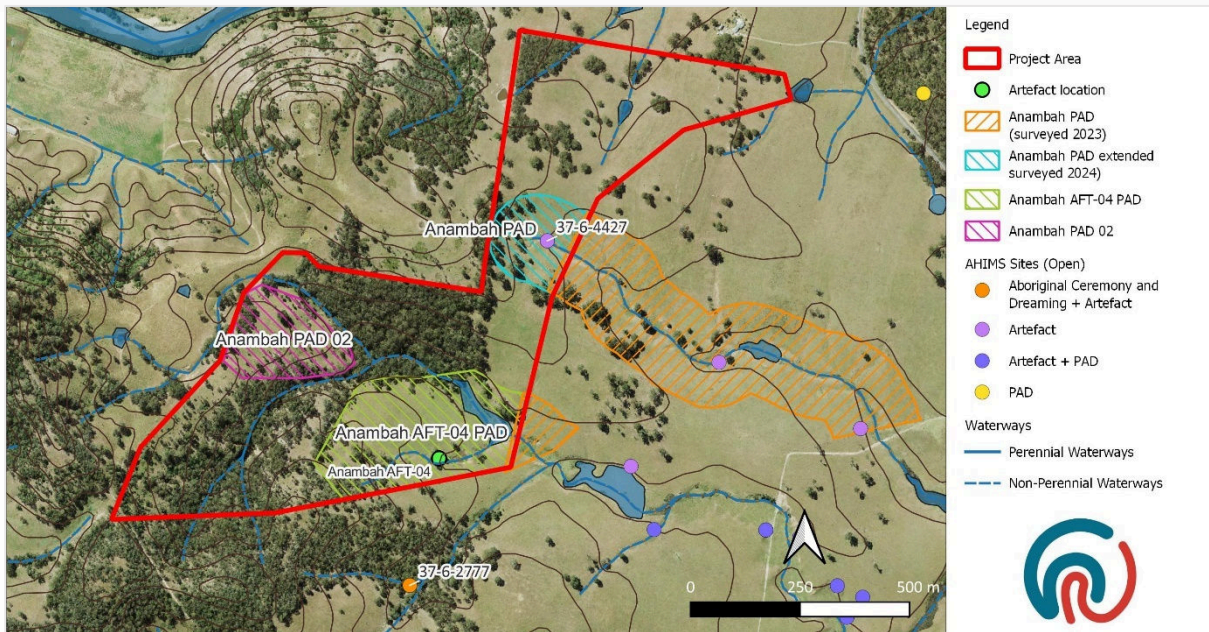 Anambah PAD
37-6-4427
Anambah PAD 02
Anambah AFT-04 PAD
Anambah AFT-04
37-6-2777
0 250 500 m
Legend
Project Area
Artefact location
Anambah PAD
(surveyed 2023)
Anambah PAD extended
surveyed 2024)
Anambah AFT-04 PAD
Anambah PAD 02
AHIMS Sites (Open)
Aboriginal Ceremony and
Dreaming + Artefact
Artefact
Artefact + PAD
PAD
Waterways
Perennial Waterways
Non-Perennial Waterways